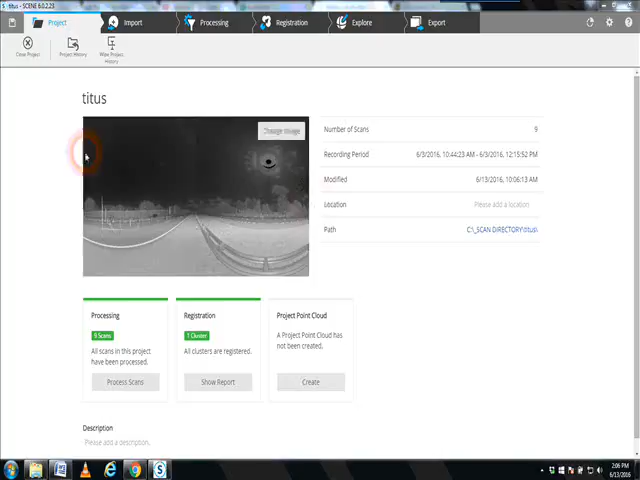 titus - SCENE 6.0.2.23
Project
Import
Processing
Registration
Explore
Export
Close Project
Project History
Wipe Project
History
titus
Change Image
Number of Scans
9
Recording Period
6/3/2016, 10:44:23 AM - 6/3/2016, 12:15:52 PM
Modified
6/13/2016, 10:06:13 AM
Location
Please add a location
Path
C:\_SCAN DIRECTORY\titus\
Processing
9 Scans
All scans in this project
have been processed.
Process Scans
Registration
1 Cluster
All clusters are registered.
Show Report
Project Point Cloud
A Project Point Cloud has
not been created.
Create
Description
Please add a description.
2:06 PM
6/13/2016